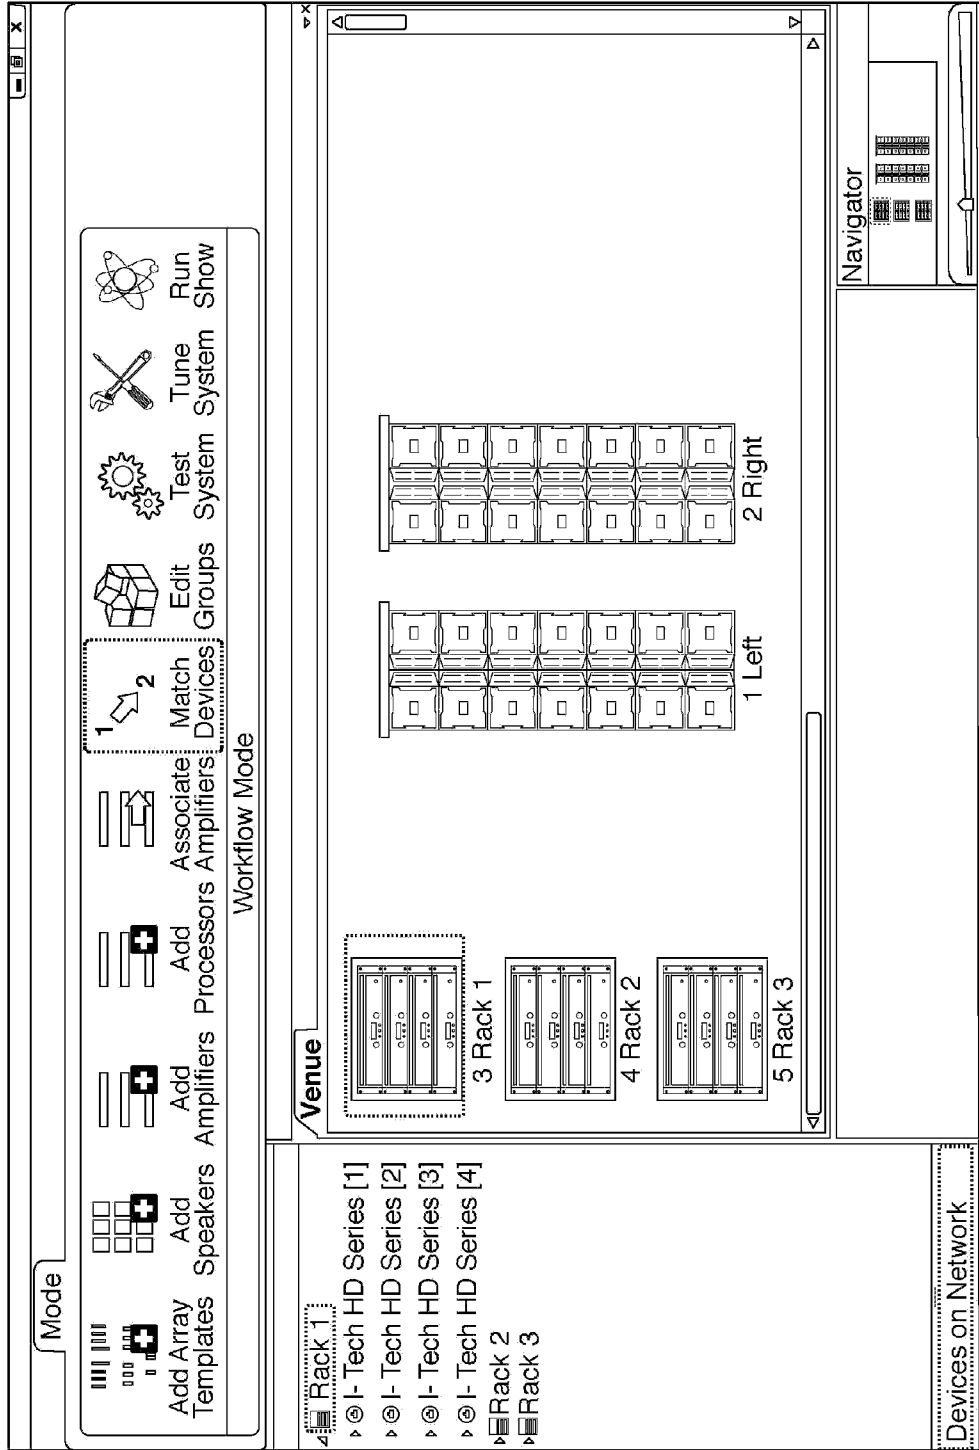 Mode
Add Array
Templates
Add
Speakers
Add
Amplifiers
Add
Processors
Associate
Amplifiers
1
2
Match
Devices
Edit
Groups
Test
System
Tune
System
Run
Show
Workflow Mode
Rack 1
I- Tech HD Series [1]
I- Tech HD Series [2]
I- Tech HD Series [3]
I- Tech HD Series [4]
Rack 2
Rack 3
Devices on Network
Venue
3 Rack 1
4 Rack 2
5 Rack 3
1 Left
2 Right
Navigator